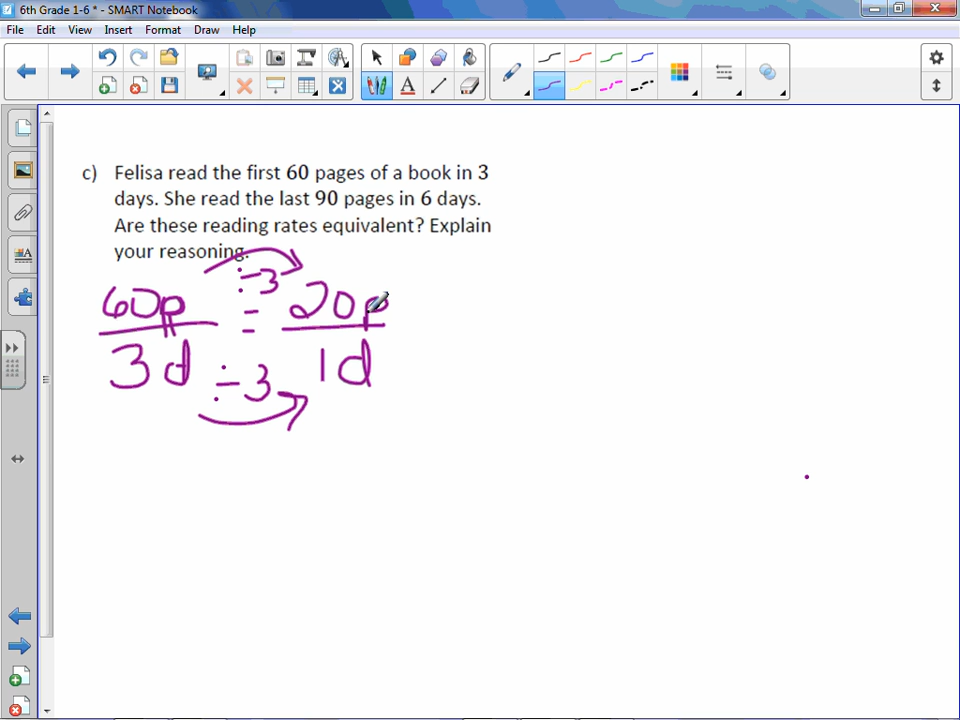 6th Grade 1-6 * - SMART Notebook
File Edit View Insert Format Draw Help
c) Felisa read the first 60 pages of a book in 3
days. She read the last 90 pages in 6 days.
Are these reading rates equivalent? Explain
your reasoning.
÷3
60p = 20p
3d 1d
÷3